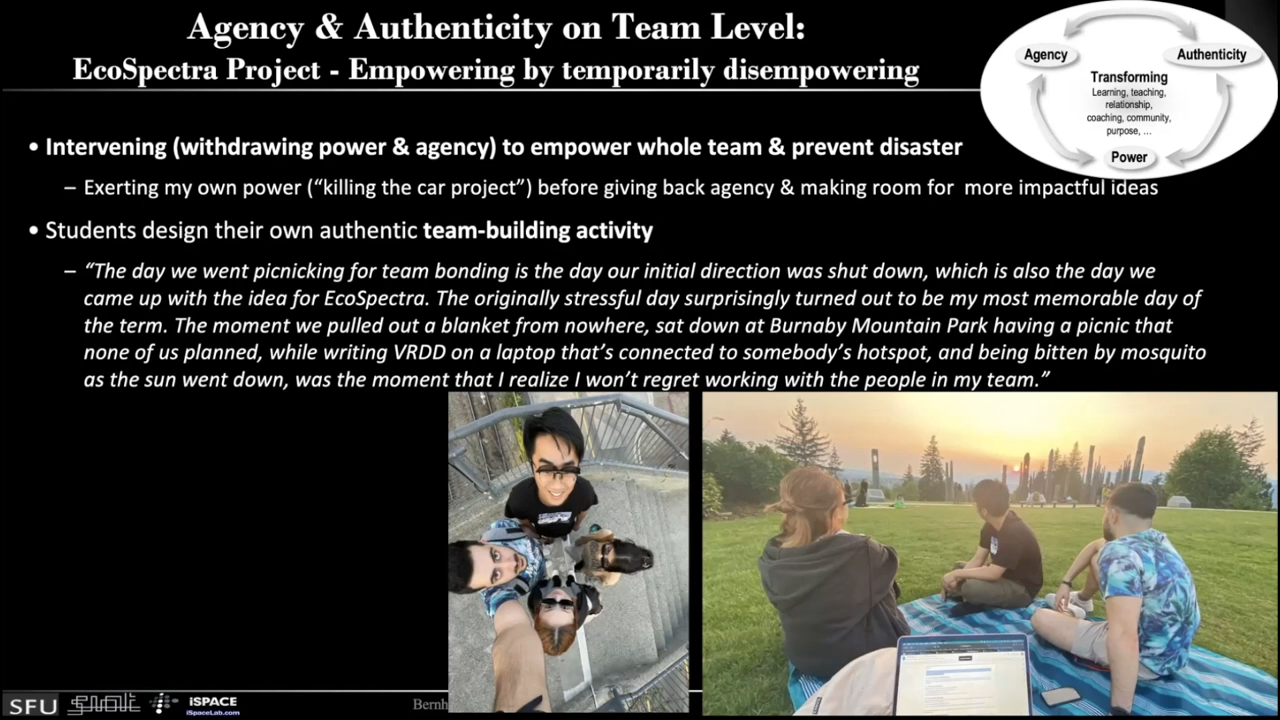 Agency & Authenticity on Team Level:
EcoSpectra Project - Empowering by temporarily disempowering
Agency
Authenticity
Transforming
Learning, teaching,
relationship,
coaching, community,
purpose, ...
Power
• Intervening (withdrawing power & agency) to empower whole team & prevent disaster
– Exerting my own power (“killing the car project”) before giving back agency & making room for more impactful ideas
• Students design their own authentic team-building activity
– “The day we went picnicking for team bonding is the day our initial direction was shut down, which is also the day we
came up with the idea for EcoSpectra. The originally stressful day surprisingly turned out to be my most memorable day of
the term. The moment we pulled out a blanket from nowhere, sat down at Burnaby Mountain Park having a picnic that
none of us planned, while writing VRDD on a laptop that’s connected to somebody’s hotspot, and being bitten by mosquito
as the sun went down, was the moment that I realize I won’t regret working with the people in my team.”
SFU
iSPACE
iSpaceLab.com
Bernh